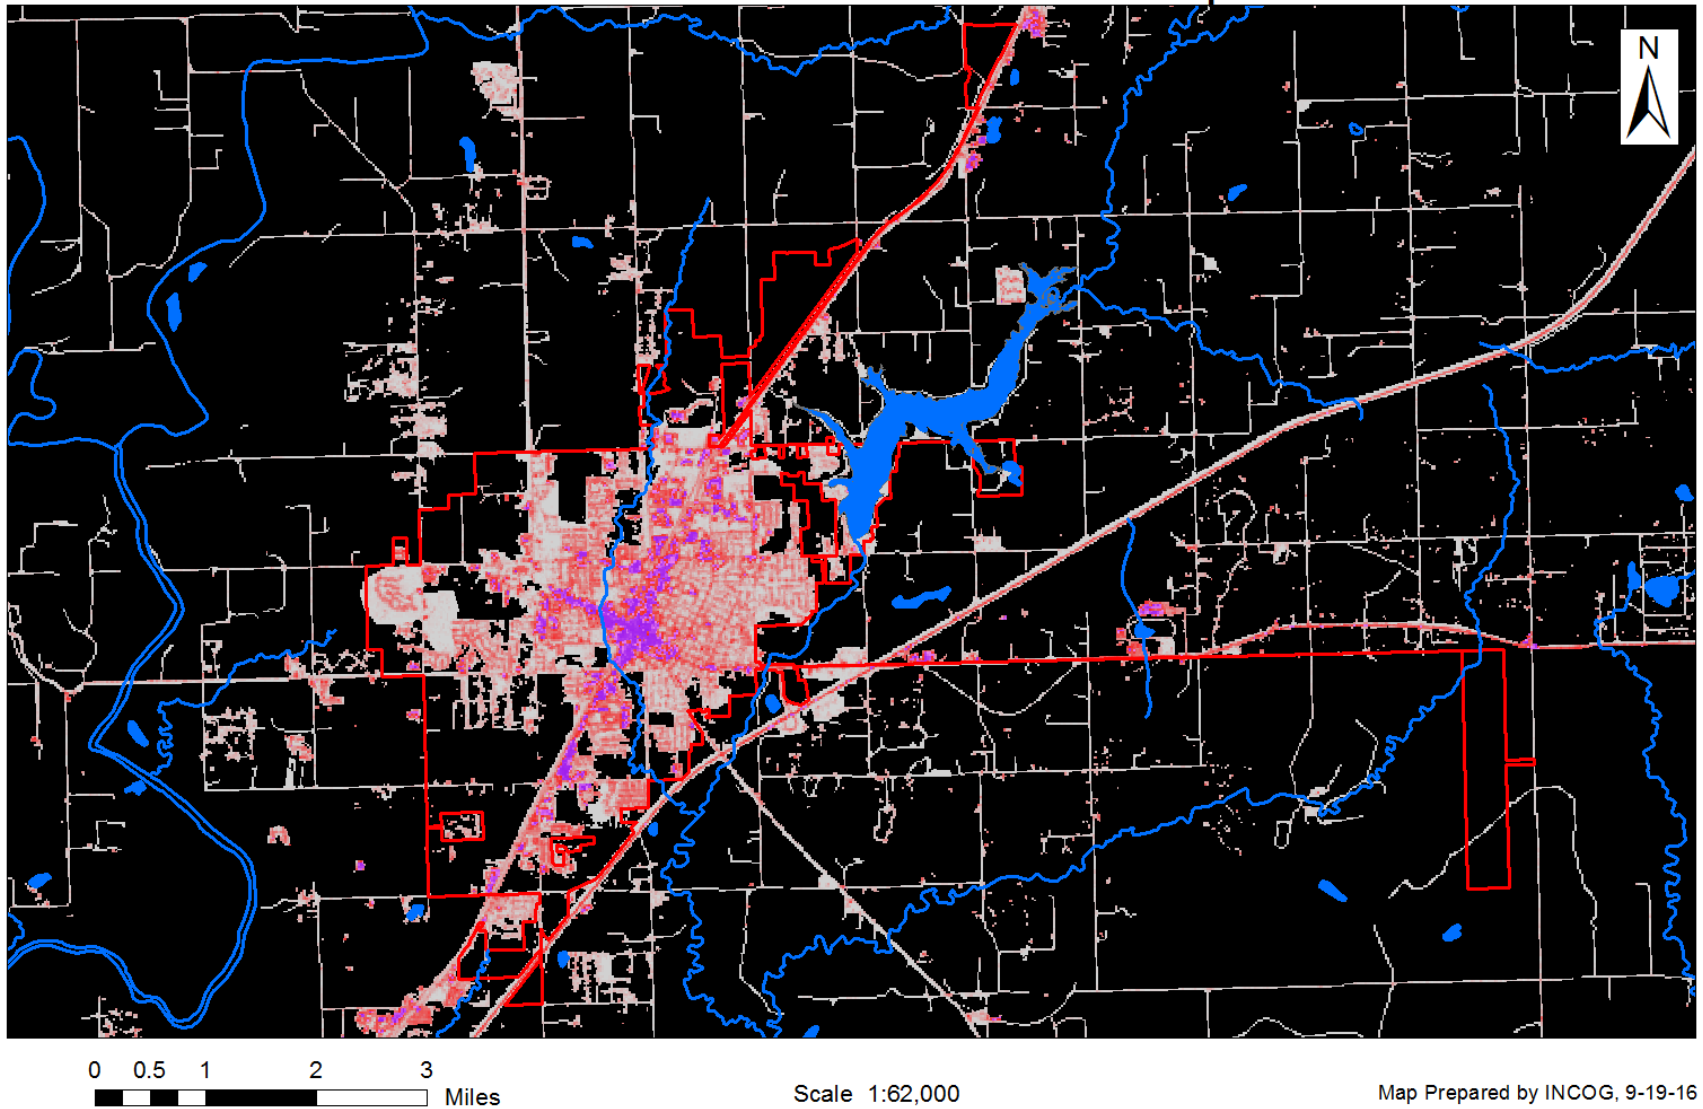 N
0 0.5 1 2 3
Miles
Scale 1:62,000
Map Prepared by INCOG, 9-19-16